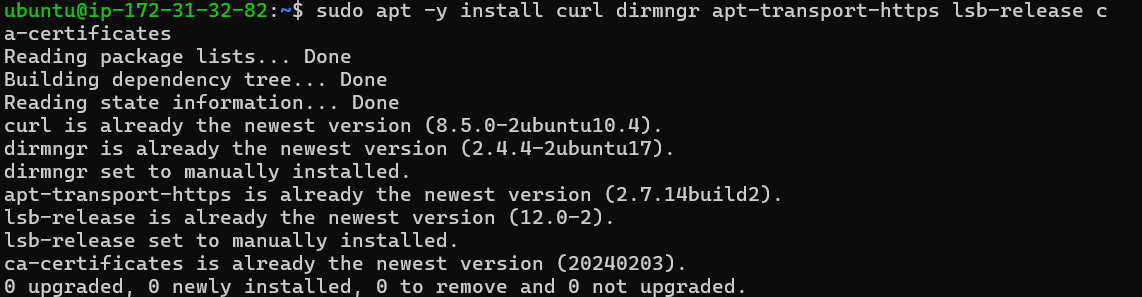 ubuntu@ip-172-31-32-82:~$ sudo apt -y install curl dirmngr apt-transport-https lsb-release c
a-certificates
Reading package lists... Done
Building dependency tree... Done
Reading state information... Done
curl is already the newest version (8.5.0-2ubuntu10.4).
dirmngr is already the newest version (2.4.4-2ubuntu17).
dirmngr set to manually installed.
apt-transport-https is already the newest version (2.7.14build2).
lsb-release is already the newest version (12.0-2).
lsb-release set to manually installed.
ca-certificates is already the newest version (20240203).
0 upgraded, 0 newly installed, 0 to remove and 0 not upgraded.